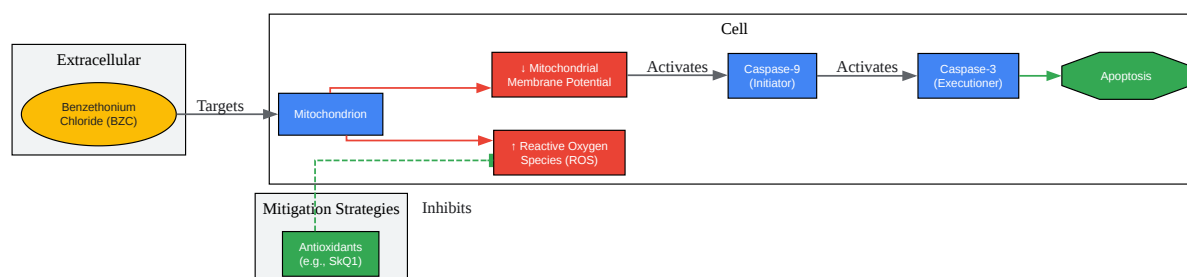 Cell
Extracellular
Benzethonium
Chloride (BZC)
Targets
Mitochondrion
↓ Mitochondrial
Membrane Potential
Activates
Caspase-9
(Initiator)
Activates
Caspase-3
(Executioner)
Apoptosis
↑ Reactive Oxygen
Species (ROS)
Mitigation Strategies
Inhibits
Antioxidants
(e.g., SkQ1)